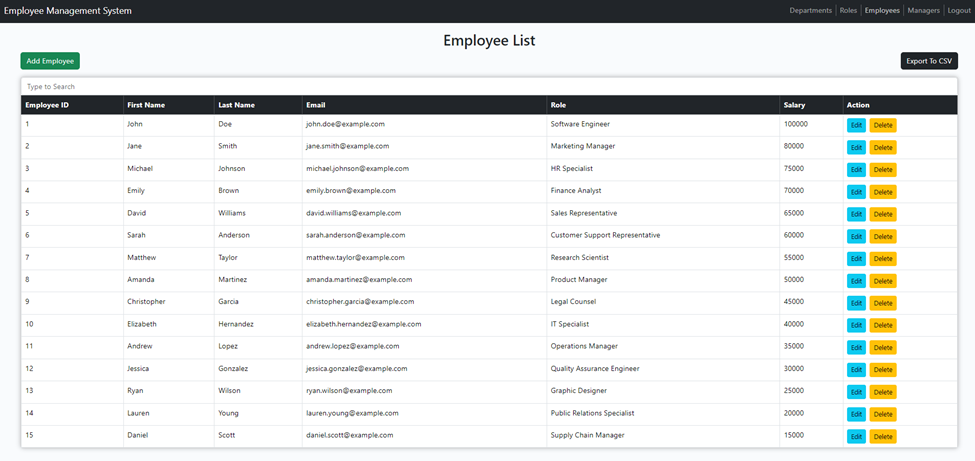 Employee Management System Departments Roles Employees Managers Logout
Employee List
Add Employee Export To CSV
Type to Search
Employee ID First Name Last Name Email Role Salary Action
1 John Doe john.doe@example.com Software Engineer 100000 Edit Delete
2 Jane Smith jane.smith@example.com Marketing Manager 80000 Edit Delete
3 Michael Johnson michael.johnson@example.com HR Specialist 75000 Edit Delete
4 Emily Brown emily.brown@example.com Finance Analyst 70000 Edit Delete
5 David Williams david.williams@example.com Sales Representative 65000 Edit Delete
6 Sarah Anderson sarah.anderson@example.com Customer Support Representative 60000 Edit Delete
7 Matthew Taylor matthew.taylor@example.com Research Scientist 55000 Edit Delete
8 Amanda Martinez amanda.martinez@example.com Product Manager 50000 Edit Delete
9 Christopher Garcia christopher.garcia@example.com Legal Counsel 45000 Edit Delete
10 Elizabeth Hernandez elizabeth.hernandez@example.com IT Specialist 40000 Edit Delete
11 Andrew Lopez andrew.lopez@example.com Operations Manager 35000 Edit Delete
12 Jessica Gonzalez jessica.gonzalez@example.com Quality Assurance Engineer 30000 Edit Delete
13 Ryan Wilson ryan.wilson@example.com Graphic Designer 25000 Edit Delete
14 Lauren Young lauren.young@example.com Public Relations Specialist 20000 Edit Delete
15 Daniel Scott daniel.scott@example.com Supply Chain Manager 15000 Edit Delete